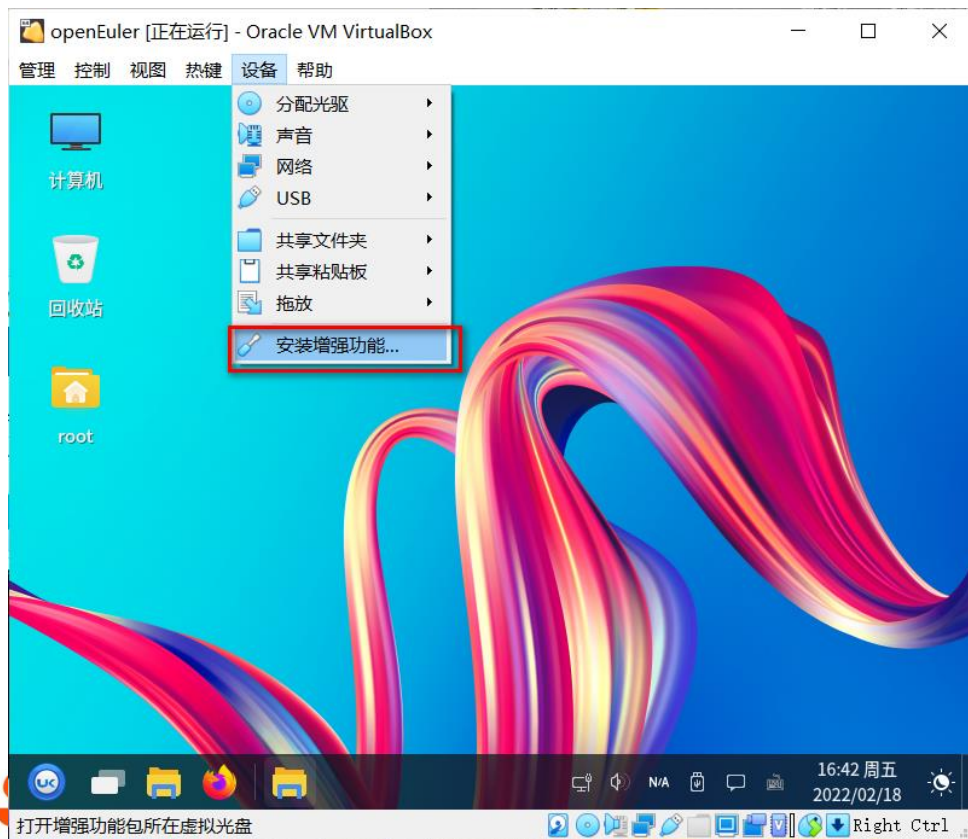 openEuler [正在运行] - Oracle VM VirtualBox
管理 控制 视图 热键 设备 帮助
分配光驱
声音
网络
USB
共享文件夹
共享粘贴板
拖放
安装增强功能...
计算机
回收站
root
UK
N/A
16:42 周五
2022/02/18
打开增强功能包所在虚拟光盘
Right Ctrl